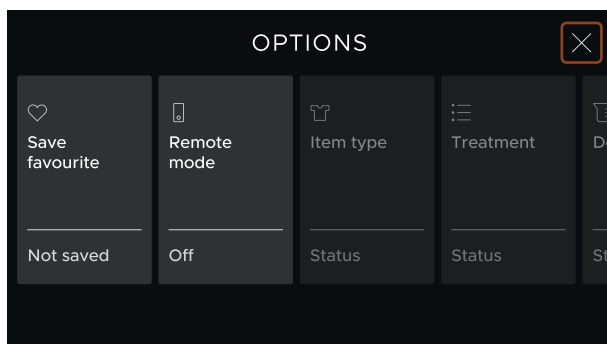 OPTIONS
Save
favourite
Not saved
Remote
mode
Off
Item type
Status
Treatment
Status